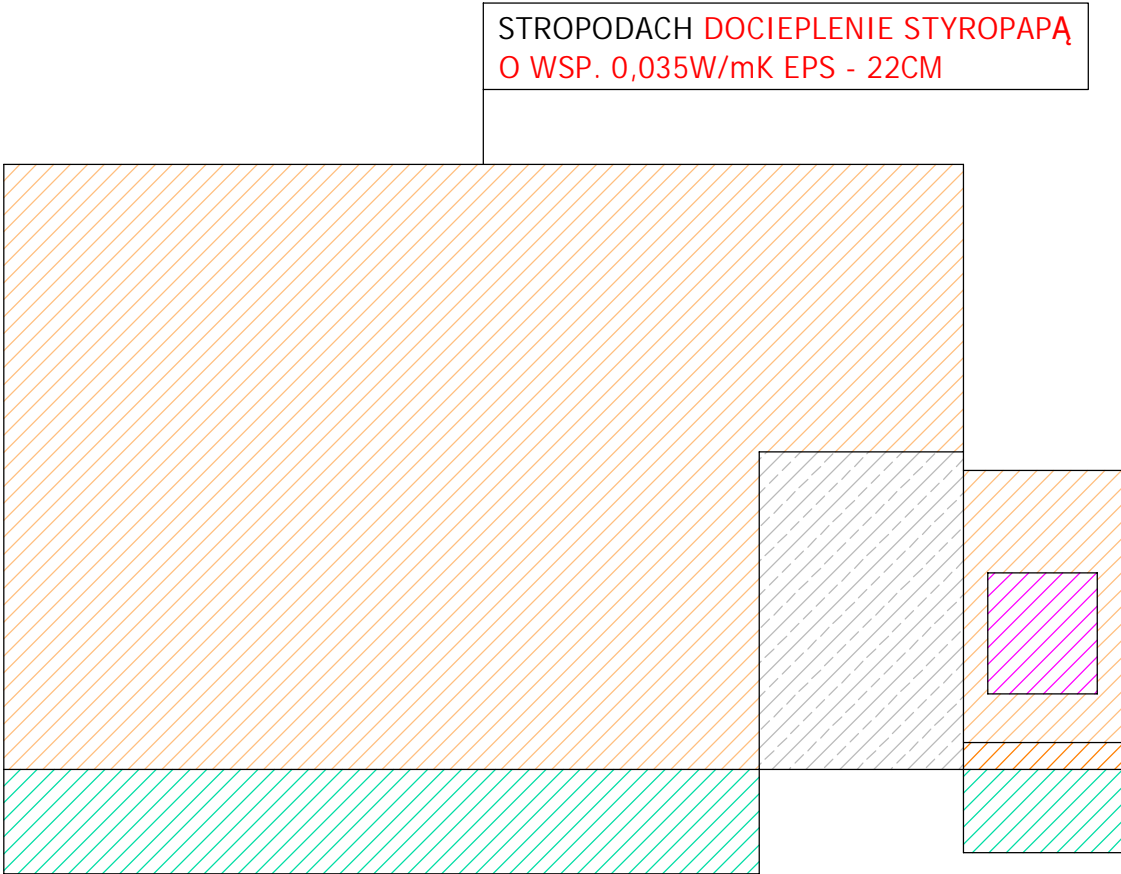 STROPODACH DOCIEPLENIE STYROPAPĄ
O WSP. 0,035W/mK EPS - 22CM